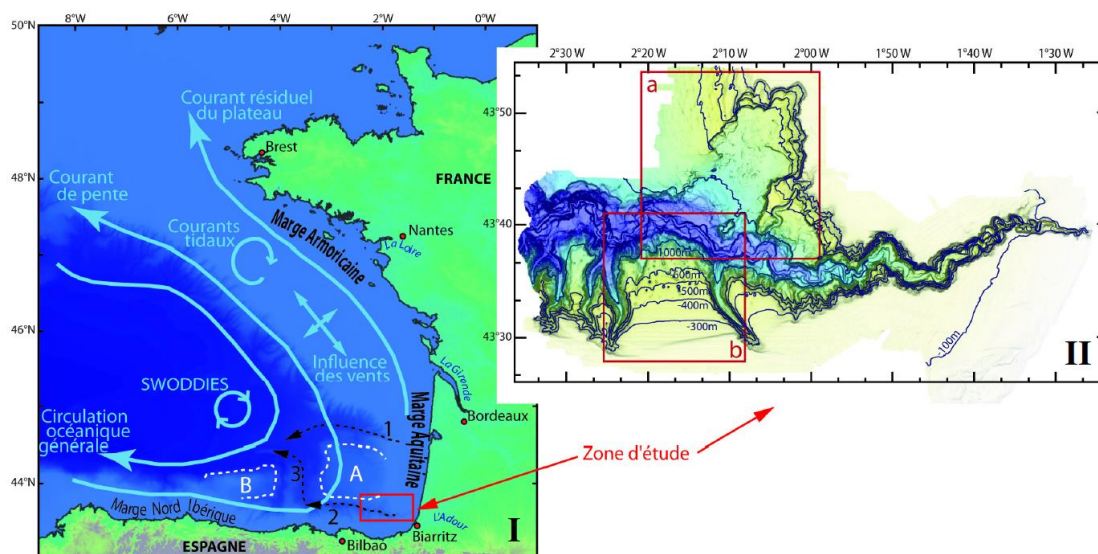 8°W
6°W
4°W
2°W
0°W
50°N
48°N
46°N
44°N
Courant résiduel
du plateau
Brest
FRANCE
Courant
de pente
Courants
tidaux
Marge Armoricaine
Nantes
La Loire
Influence
des vents
La Gironde
SWODDIES
Bordeaux
Circulation
océanique
générale
Marge Aquitaine
1
A
B
3
2
Marge Nord Ibérique
L'Adour
Biarritz
Bilbao
ESPAGNE
I
Zone d'étude
2°30 W
2°20 W
2°10 W
2°00 W
1°50 W
1°40 W
1°30 W
43°50 N
43°40 N
43°30 N
a
b
-1000m
-500m
-400m
-300m
-100m
II